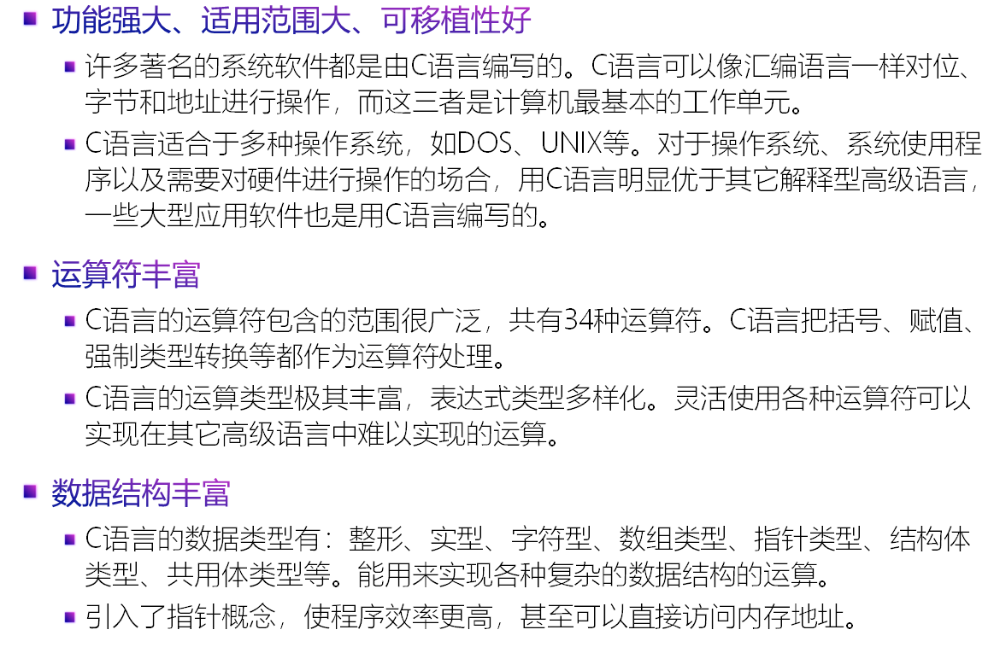 功能强大、适用范围大、可移植性好
许多著名的系统软件都是由C语言编写的。C语言可以像汇编语言一样对位、
字节和地址进行操作，而这三者是计算机最基本的工作单元。
C语言适合于多种操作系统，如DOS、UNIX等。对于操作系统、系统使用程
序以及需要对硬件进行操作的场合，用C语言明显优于其它解释型高级语言，
一些大型应用软件也是用C语言编写的。
运算符丰富
C语言的运算符包含的范围很广泛，共有34种运算符。C语言把括号、赋值、
强制类型转换等都作为运算符处理。
C语言的运算类型极其丰富，表达式类型多样化。灵活使用各种运算符可以
实现在其它高级语言中难以实现的运算。
数据结构丰富
C语言的数据类型有：整形、实型、字符型、数组类型、指针类型、结构体
类型、共用体类型等。能用来实现各种复杂的数据结构的运算。
引入了指针概念，使程序效率更高，甚至可以直接访问内存地址。